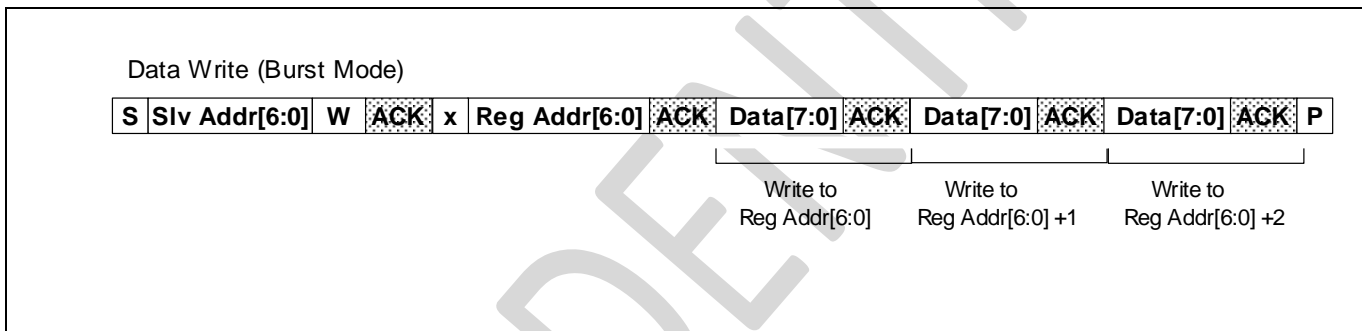 Data Write (Burst Mode)
S Slv Addr[6:0] W ACK x Reg Addr[6:0] ACK Data[7:0] ACK Data[7:0] ACK Data[7:0] ACK P
Write to Write to Write to
Reg Addr[6:0] Reg Addr[6:0] +1 Reg Addr[6:0] +2
DENT